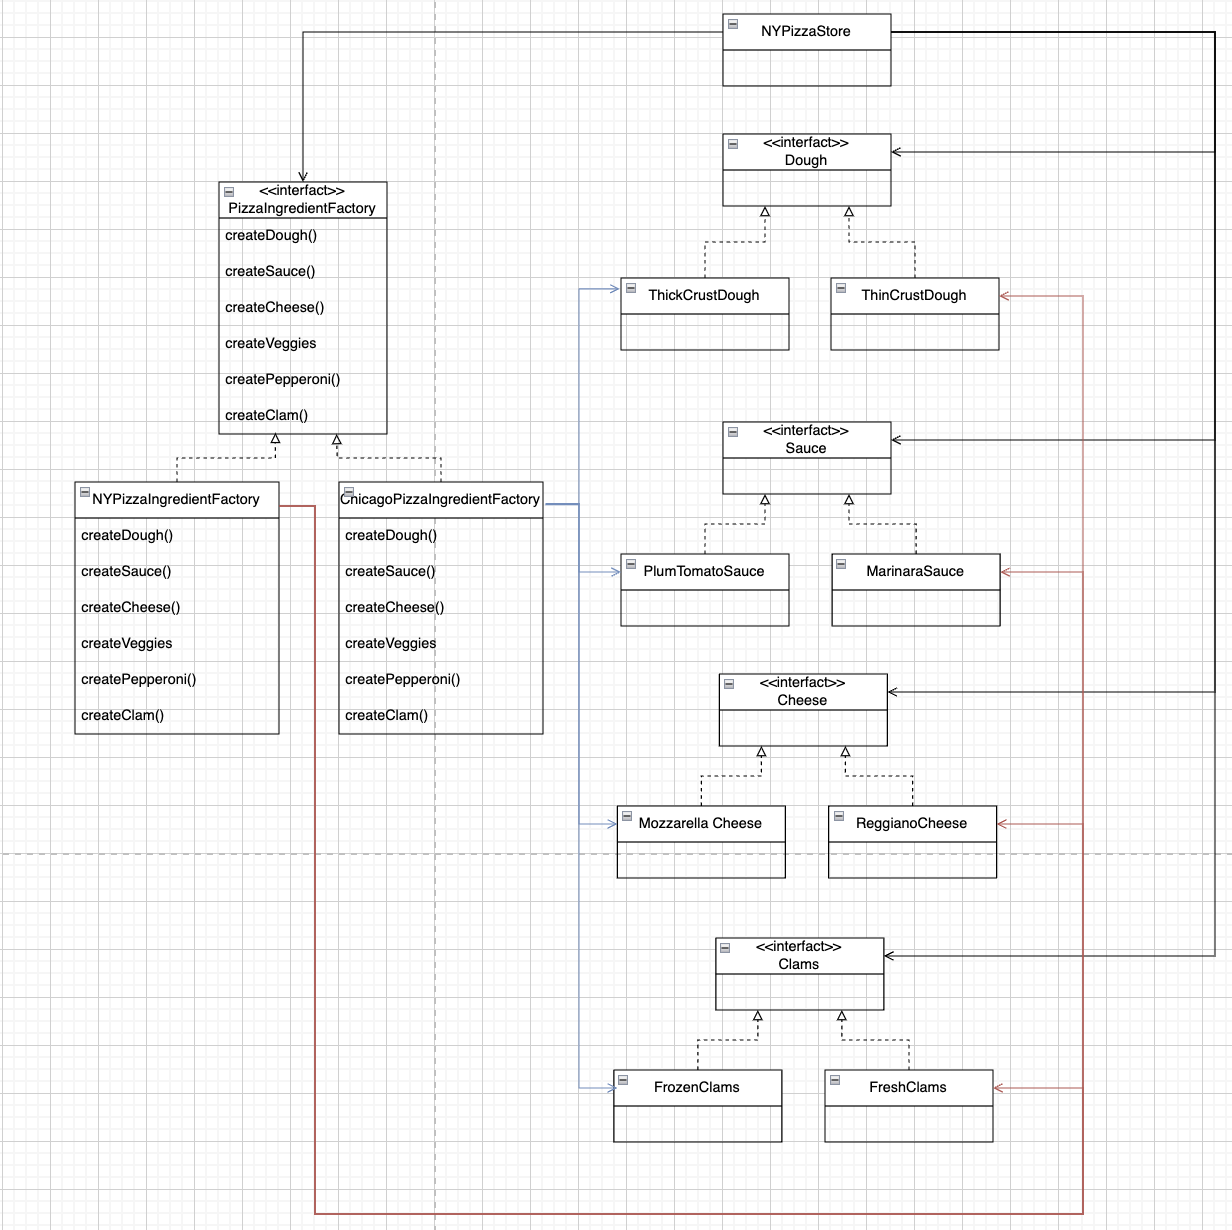 NYPizzaStore
<<interfact>>
Dough
<<interfact>>
PizzaIngredientFactory
createDough()
createSauce()
createCheese()
createVeggies
createPepperoni()
createClam()
ThickCrustDough
ThinCrustDough
<<interfact>>
Sauce
NYPizzaIngredientFactory
createDough()
createSauce()
createCheese()
createVeggies
createPepperoni()
createClam()
ChicagoPizzaIngredientFactory
createDough()
createSauce()
createCheese()
createVeggies
createPepperoni()
createClam()
PlumTomatoSauce
MarinaraSauce
<<interfact>>
Cheese
Mozzarella Cheese
ReggianoCheese
<<interfact>>
Clams
FrozenClams
FreshClams